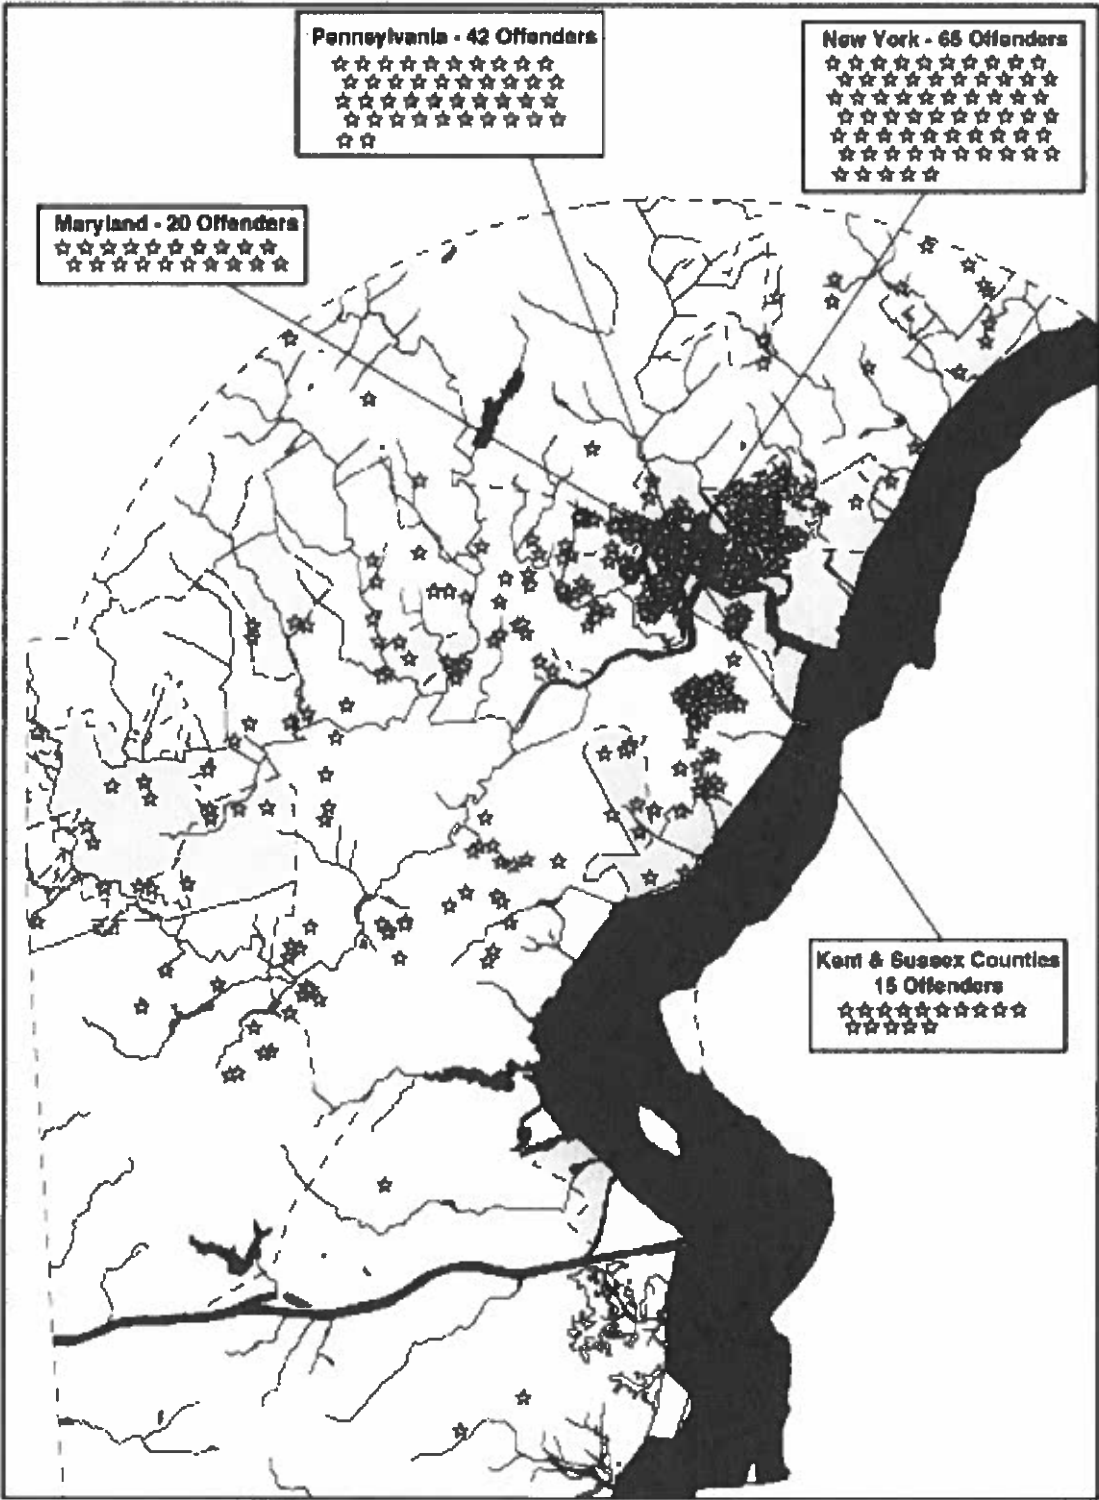 Pennsylvania - 42 Offenders
New York - 65 Offenders
Maryland - 20 Offenders
Kent & Sussex Counties
15 Offenders